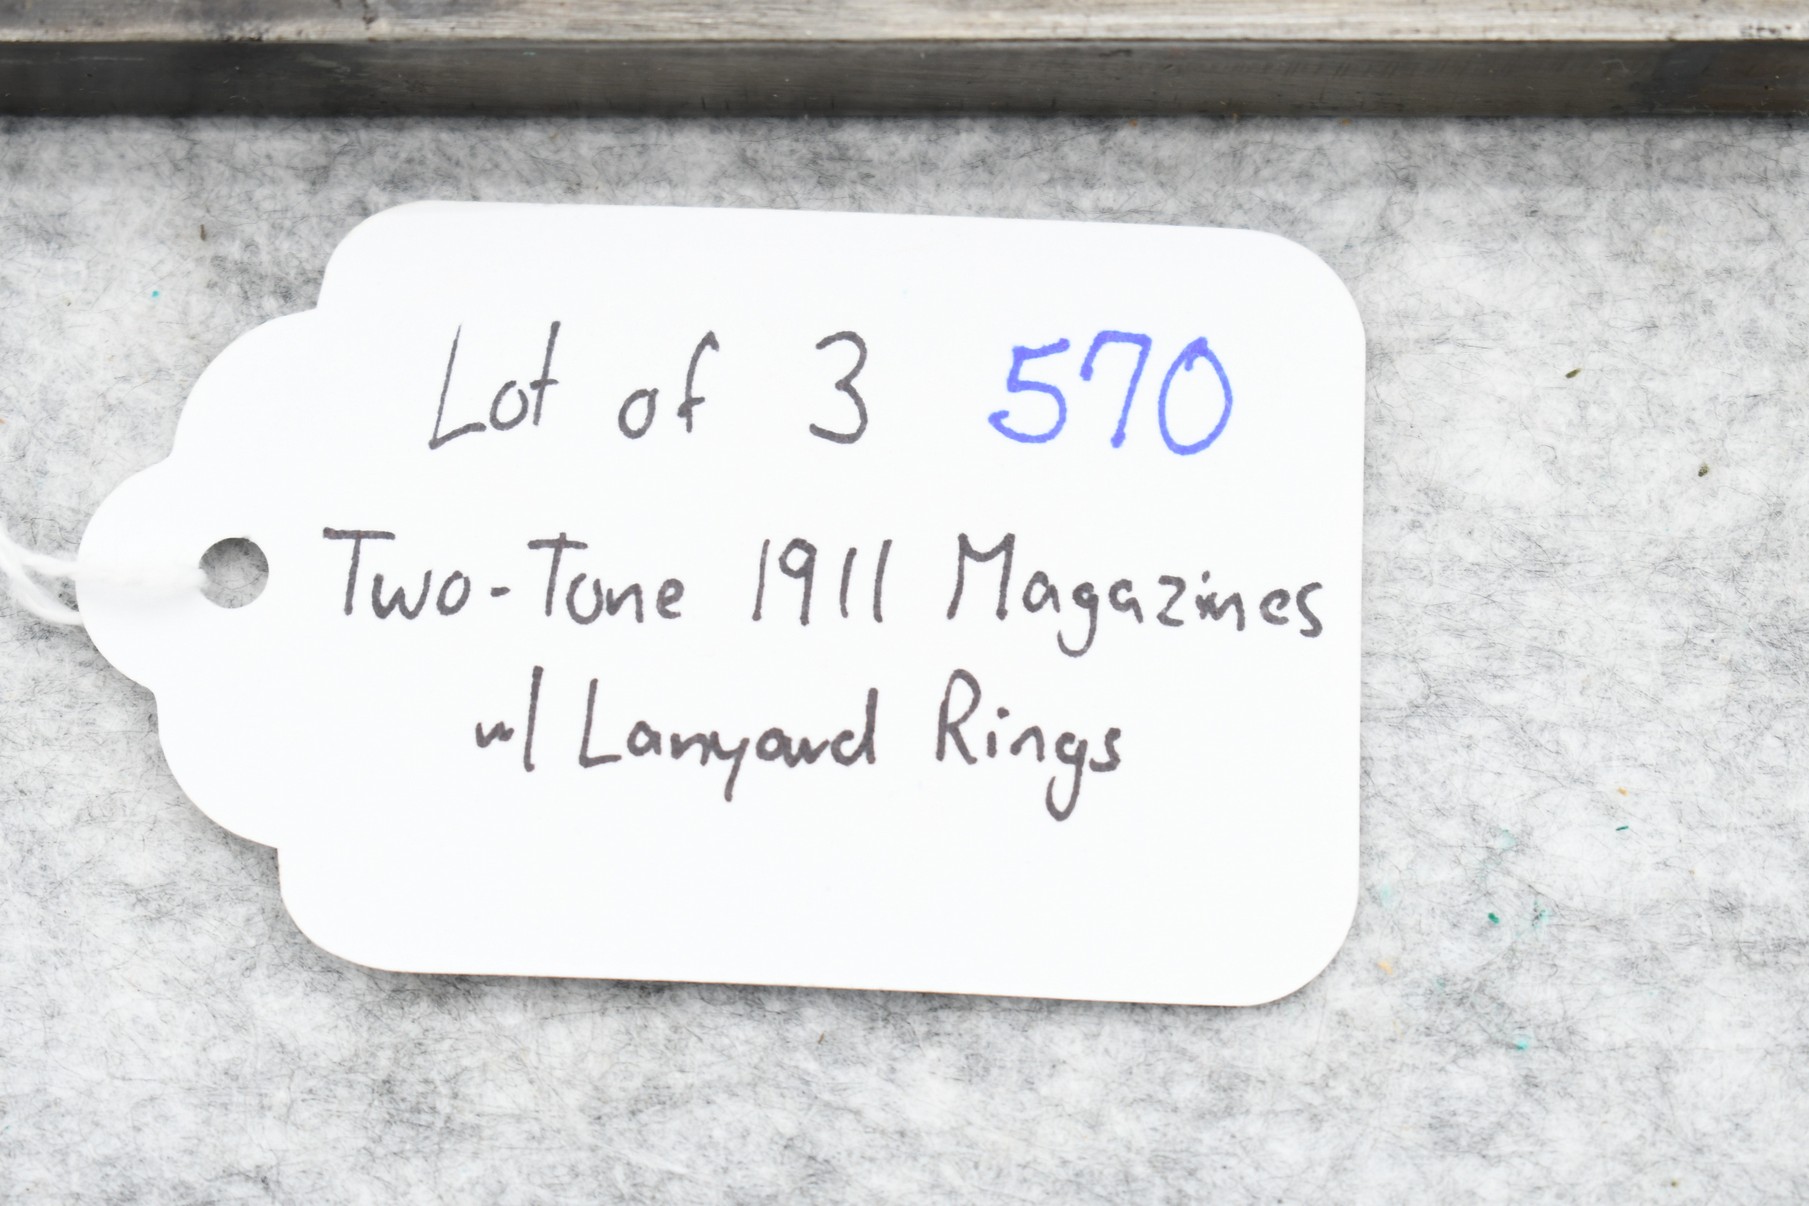 Lot of 3 570
Two-Tone 1911 Magazines
w/ Lanyard Rings